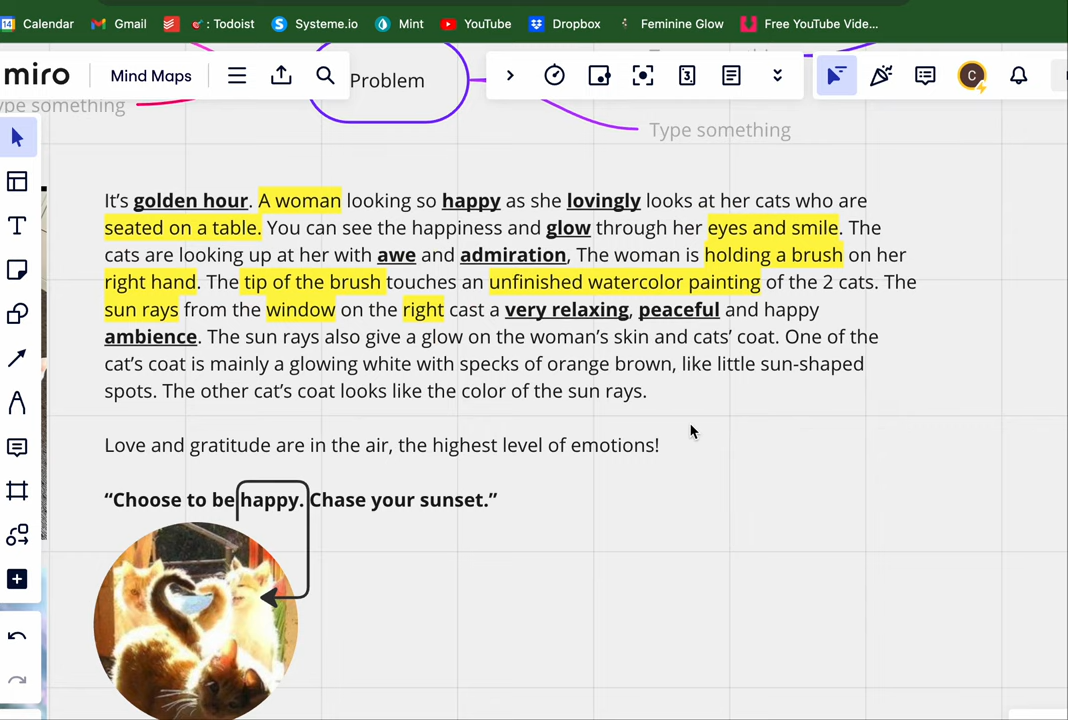 Calendar Gmail : Todoist Systeme.io Mint YouTube Dropbox Feminine Glow Free YouTube Vide...
miro Mind Maps Problem 3 C
ype something
Type something
It's golden hour. A woman looking so happy as she lovingly looks at her cats who are
seated on a table. You can see the happiness and glow through her eyes and smile. The
cats are looking up at her with awe and admiration, The woman is holding a brush on her
right hand. The tip of the brush touches an unfinished watercolor painting of the 2 cats. The
sun rays from the window on the right cast a very relaxing, peaceful and happy
ambience. The sun rays also give a glow on the woman's skin and cats' coat. One of the
cat's coat is mainly a glowing white with specks of orange brown, like little sun-shaped
spots. The other cat's coat looks like the color of the sun rays.
Love and gratitude are in the air, the highest level of emotions!
“Choose to be happy. Chase your sunset.”